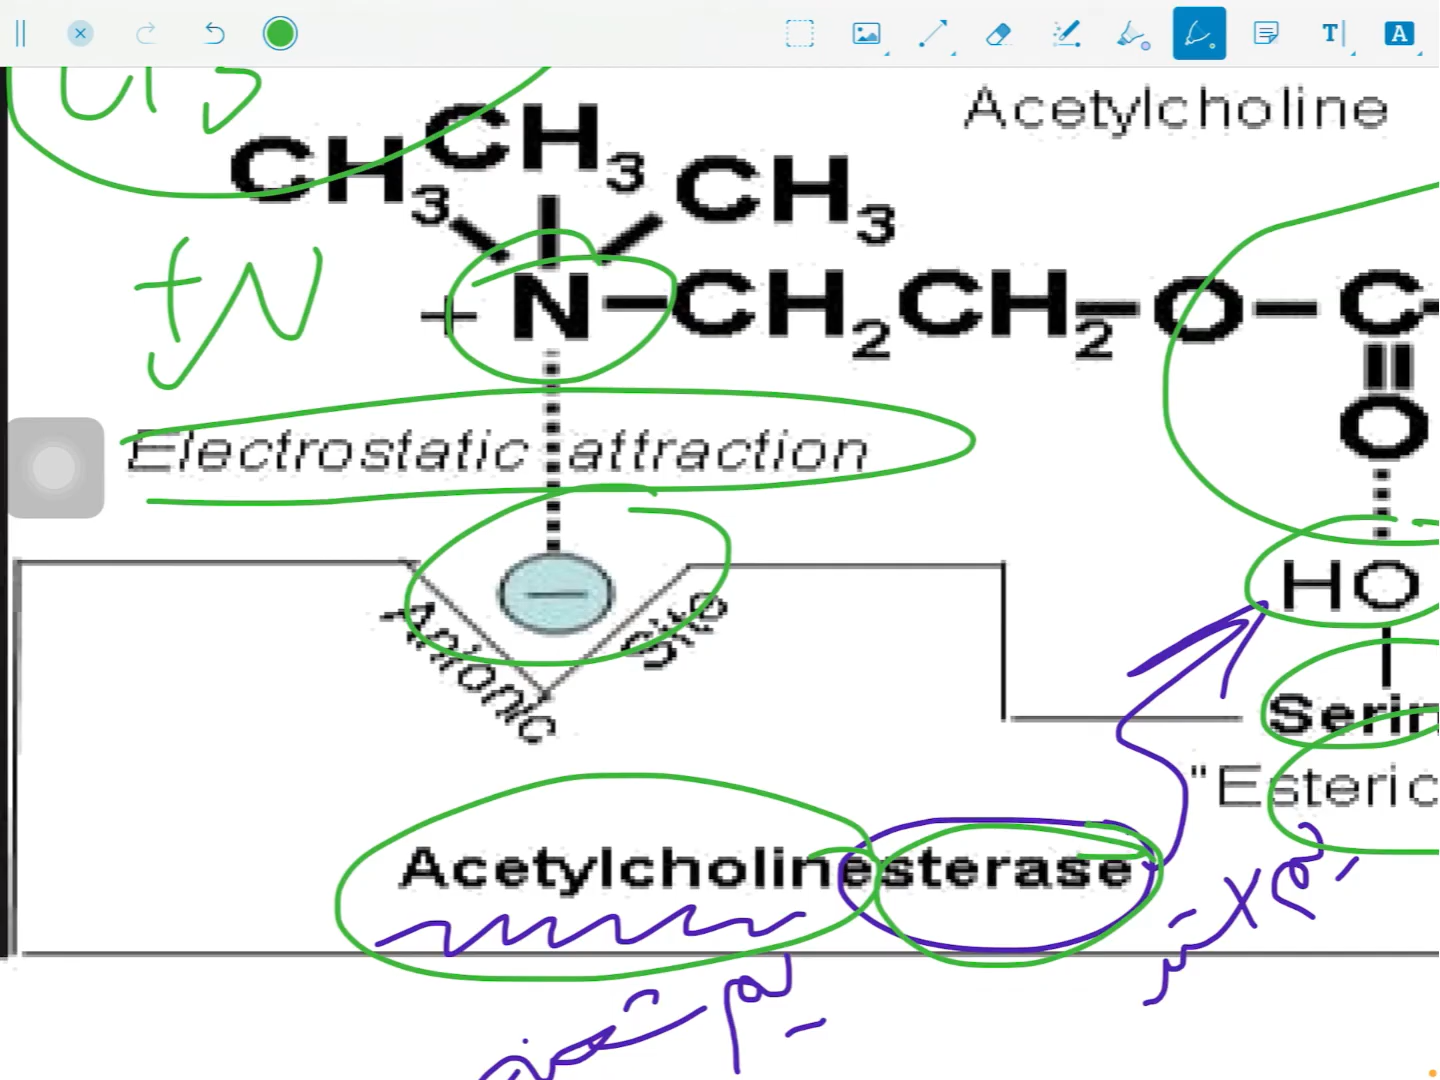 Acetylcholine
CH3 CH3 CH3
+N
+ N-CH2CH2-O-C-
O
Electrostatic attraction
HO
Anionic Site
Serin
"Esteric
Acetylcholinesterase